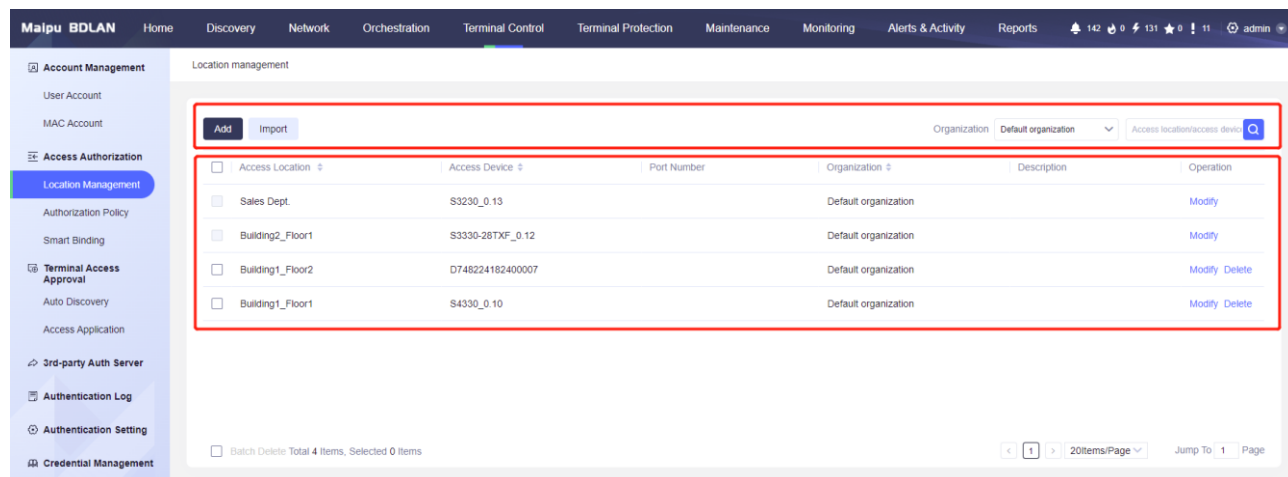 Maipu BDLAN Home Discovery Network Orchestration Terminal Control Terminal Protection Maintenance Monitoring Alerts & Activity Reports 142 0 131 0 11 admin
Account Management
User Account
MAC Account
Access Authorization
Location Management
Authorization Policy
Smart Binding
Terminal Access
Approval
Auto Discovery
Access Application
3rd-party Auth Server
Authentication Log
Authentication Setting
Credential Management
Location management
Add Import Organization Default organization Access location/access devic
Access Location Access Device Port Number Organization Description Operation
Sales Dept. S3230_0.13 Default organization Modify
Building2_Floor1 S3330-28TXF_0.12 Default organization Modify
Building1_Floor2 D748224182400007 Default organization Modify Delete
Building1_Floor1 S4330_0.10 Default organization Modify Delete
Batch Delete Total 4 Items, Selected 0 Items < 1 > 20Items/Page Jump To 1 Page